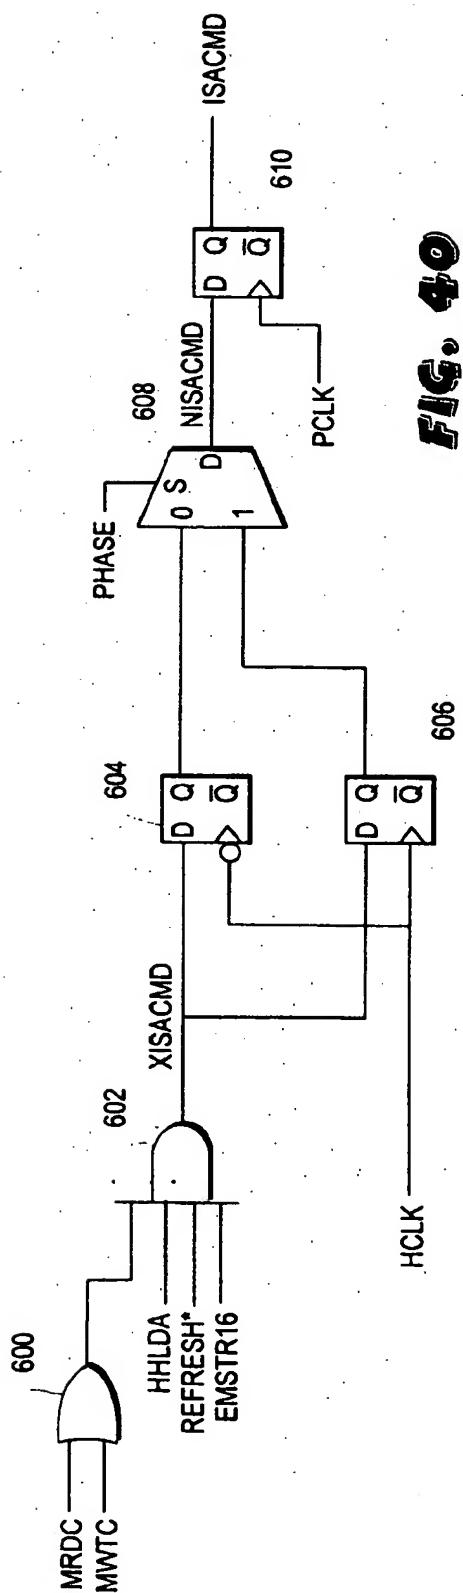 600
MRDC
MWTC
602
HHLDA
REFRESH*
EMSTR16
XISACMD
HCLK
604
D Q
Q̅
606
D Q
Q̅
PHASE
608
0 S
D
1
NISACMD
PCLK
D Q
Q̅
610
ISACMD
FIG. 40